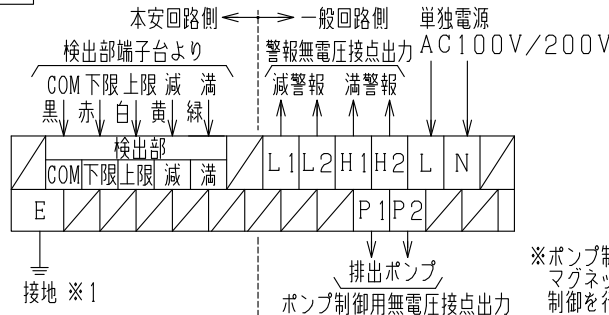 本安回路側 一般回路側 単独電源
検出部端子台より 警報無電圧接点出力 AC100V/200V
COM 下限 上限 減 満 減警報 満警報
黒 赤 白 黄 緑
検出部
COM 下限 上限 減 満 L1 L2 H1 H2 L N
E P1 P2
接地 ※1
排出ポンプ
ポンプ制御用無電圧接点出力
※ポンプ制
マグネッ
制御を行